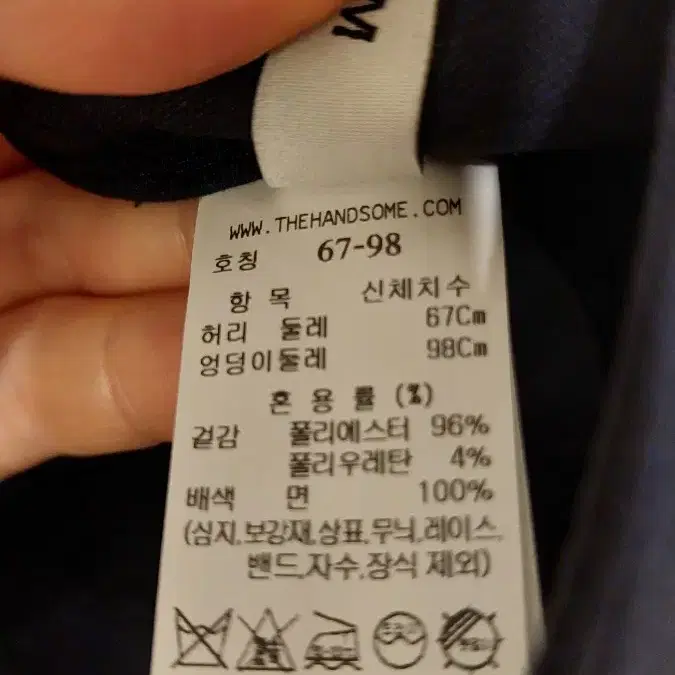 M
WWW.THEHANDSOME.COM
호칭 67-98
항 목 신체치수
허리 둘레 67Cm
엉덩이둘레 98Cm
혼 용 률 (%)
겉감 폴리에스터 96%
폴리우레탄 4%
배색 면 100%
(심지,보강재,상표,무늬,레이스,
밴드,자수,장식 제외)